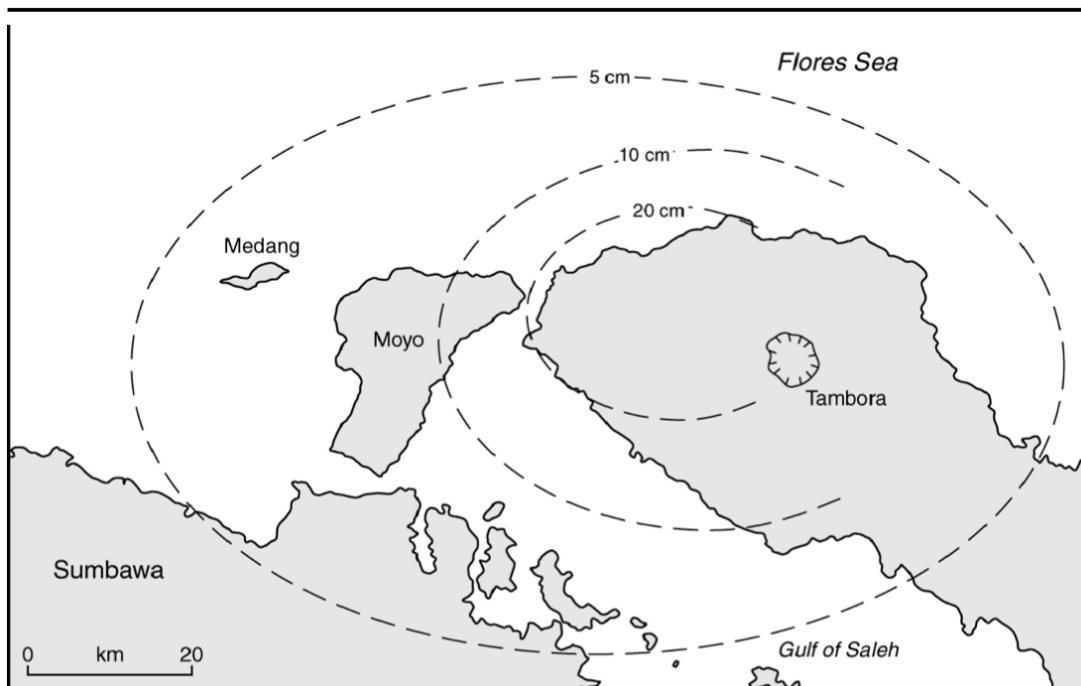 Flores Sea
5 cm
10 cm
20 cm
Medang
Moyo
Tambora
Sumbawa
Gulf of Saleh
0 km 20